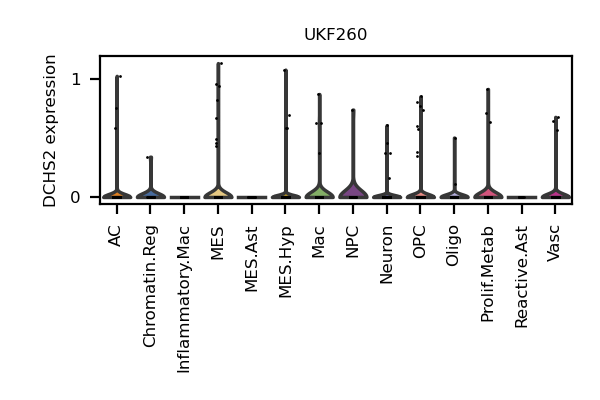 UKF260
DCHS2 expression
1
0
AC
Chromatin.Reg
Inflammatory.Mac
MES
MES.Ast
MES.Hyp
Mac
NPC
Neuron
OPC
Oligo
Prolif.Metab
Reactive.Ast
Vasc